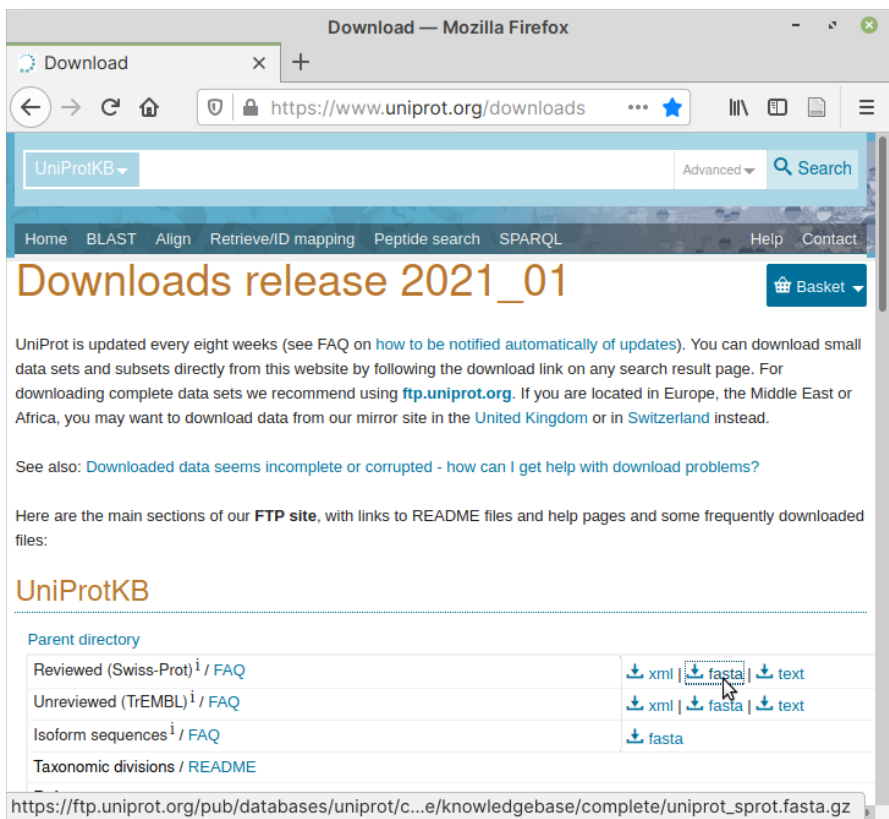 Download — Mozilla Firefox
Download
https://www.uniprot.org/downloads
UniProtKB Advanced Search
Home BLAST Align Retrieve/ID mapping Peptide search SPARQL Help Contact
Downloads release 2021_01
Basket
UniProt is updated every eight weeks (see FAQ on how to be notified automatically of updates). You can download small
data sets and subsets directly from this website by following the download link on any search result page. For
downloading complete data sets we recommend using ftp.uniprot.org. If you are located in Europe, the Middle East or
Africa, you may want to download data from our mirror site in the United Kingdom or in Switzerland instead.
See also: Downloaded data seems incomplete or corrupted - how can I get help with download problems?
Here are the main sections of our FTP site, with links to README files and help pages and some frequently downloaded
files:
UniProtKB
Parent directory
Reviewed (Swiss-Prot) i / FAQ xml | fasta | text
Unreviewed (TrEMBL) i / FAQ xml | fasta | text
Isoform sequences i / FAQ fasta
Taxonomic divisions / README
https://ftp.uniprot.org/pub/databases/uniprot/c...e/knowledgebase/complete/uniprot_sprot.fasta.gz